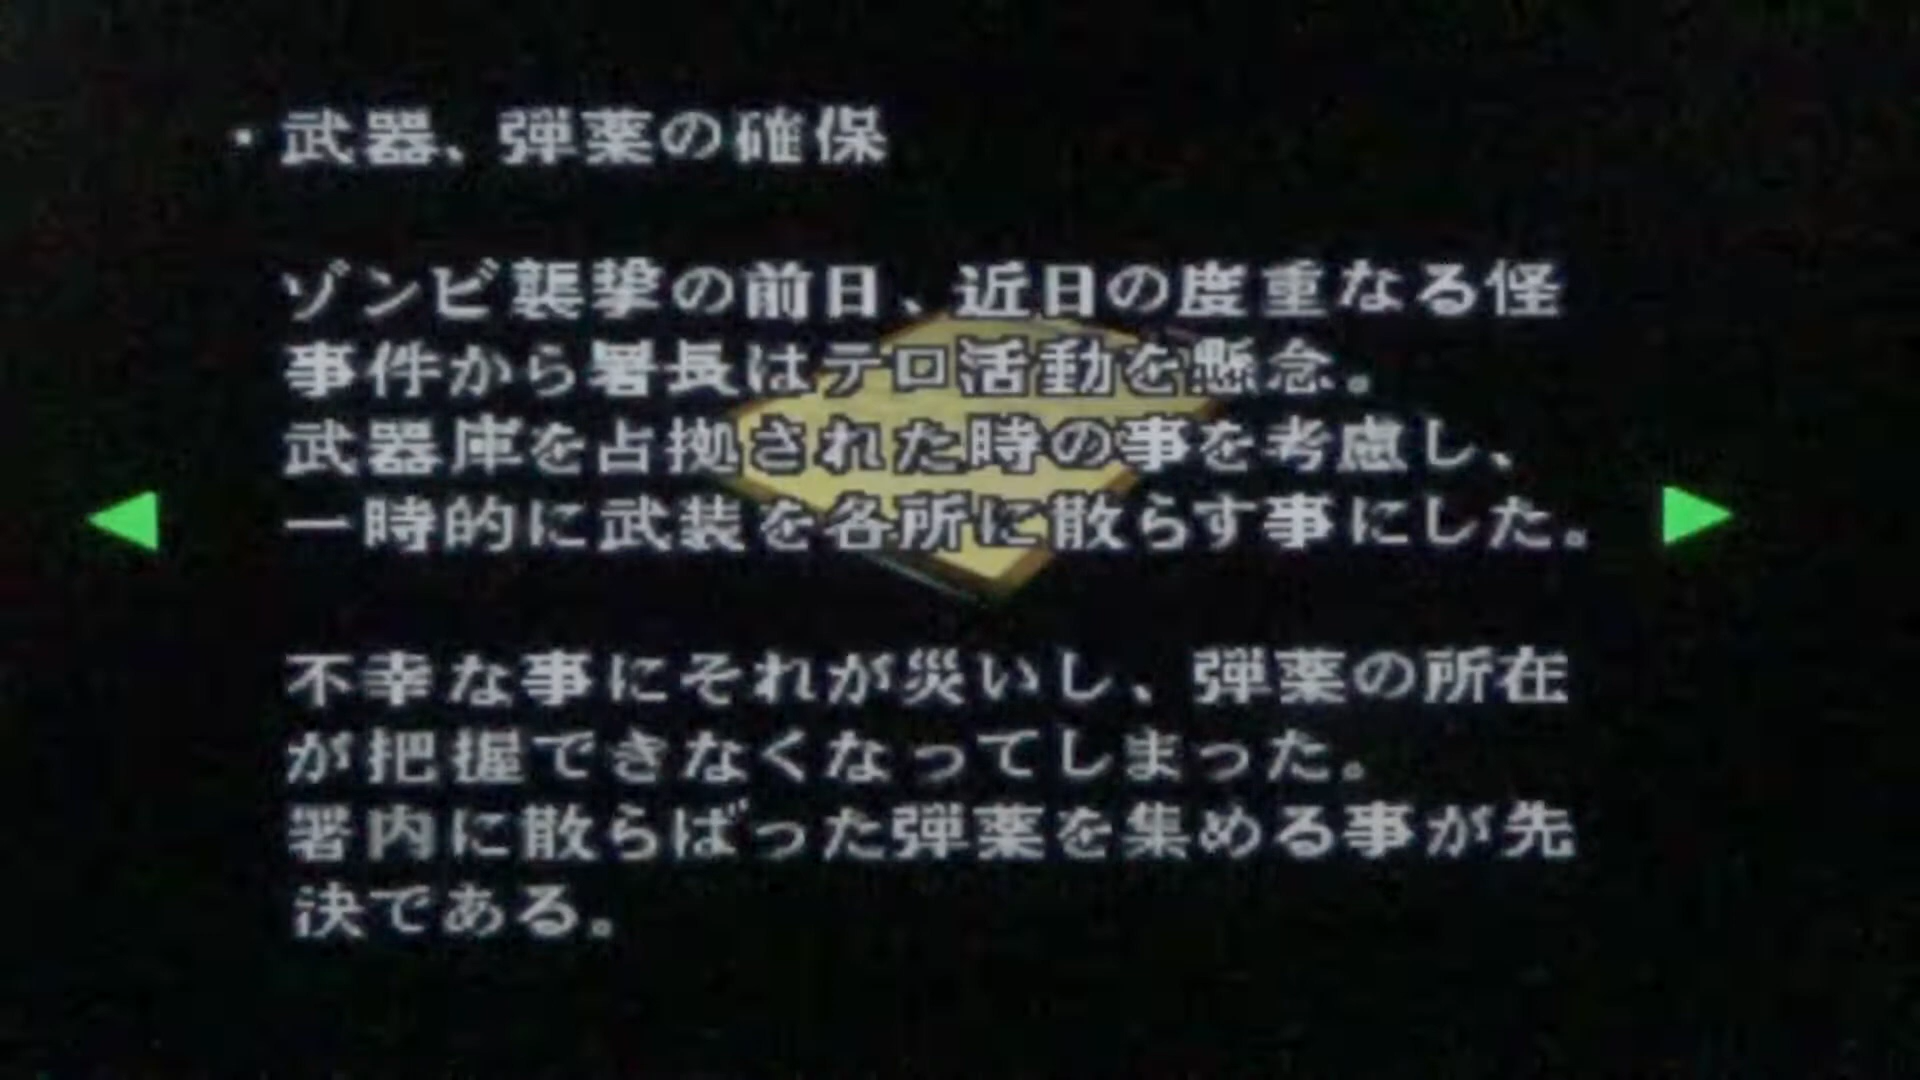 ・武器、弾薬の確保
ゾンビ襲撃の前日、近日の度重なる怪
事件から署長はテロ活動を懸念。
武器庫を占拠された時の事を考慮し、
一時的に武装を各所に散らす事にした。
不幸な事にそれが災いし、弾薬の所在
が把握できなくなってしまった。
署内に散らばった弾薬を集める事が先
決である。